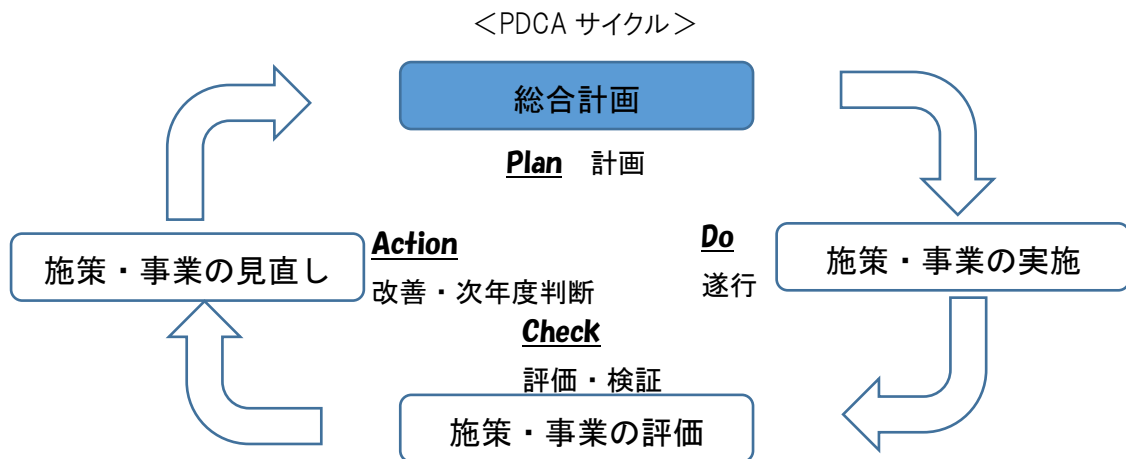 ＜PDCA サイクル＞
総合計画
Plan　計画
Do
遂行
施策・事業の実施
Check
評価・検証
施策・事業の評価
Action
改善・次年度判断
施策・事業の見直し